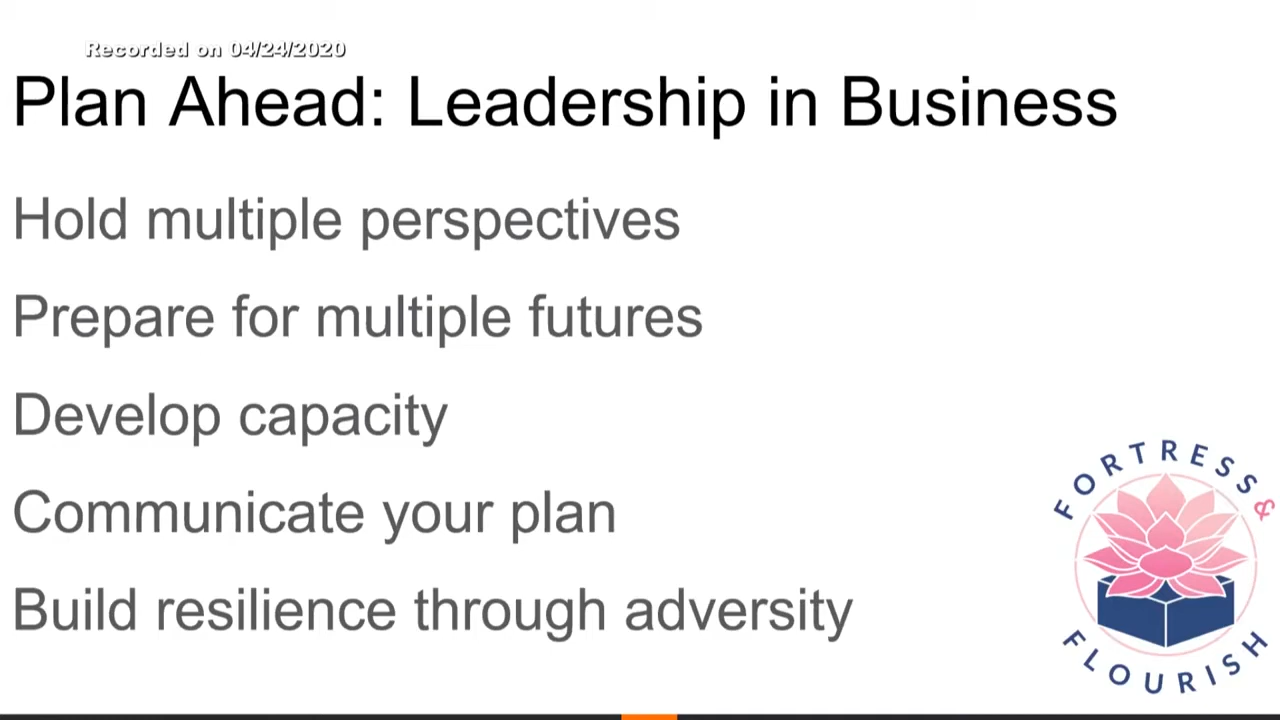 Recorded on 04/24/2020
Plan Ahead: Leadership in Business
Hold multiple perspectives
Prepare for multiple futures
Develop capacity
Communicate your plan
Build resilience through adversity
FORTRESS &
FLOURISH